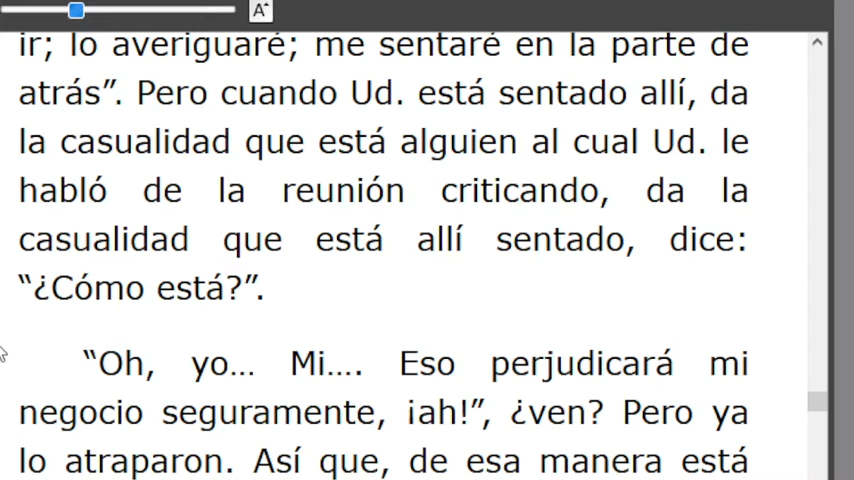 A
ir; lo averiguaré; me sentaré en la parte de
atrás”. Pero cuando Ud. está sentado allí, da
la casualidad que está alguien al cual Ud. le
habló de la reunión criticando, da la
casualidad que está allí sentado, dice:
“¿Cómo está?”.
“Oh, yo... Mi.... Eso perjudicará mi
negocio seguramente, ¡ah!”, ¿ven? Pero ya
lo atraparon. Así que, de esa manera está